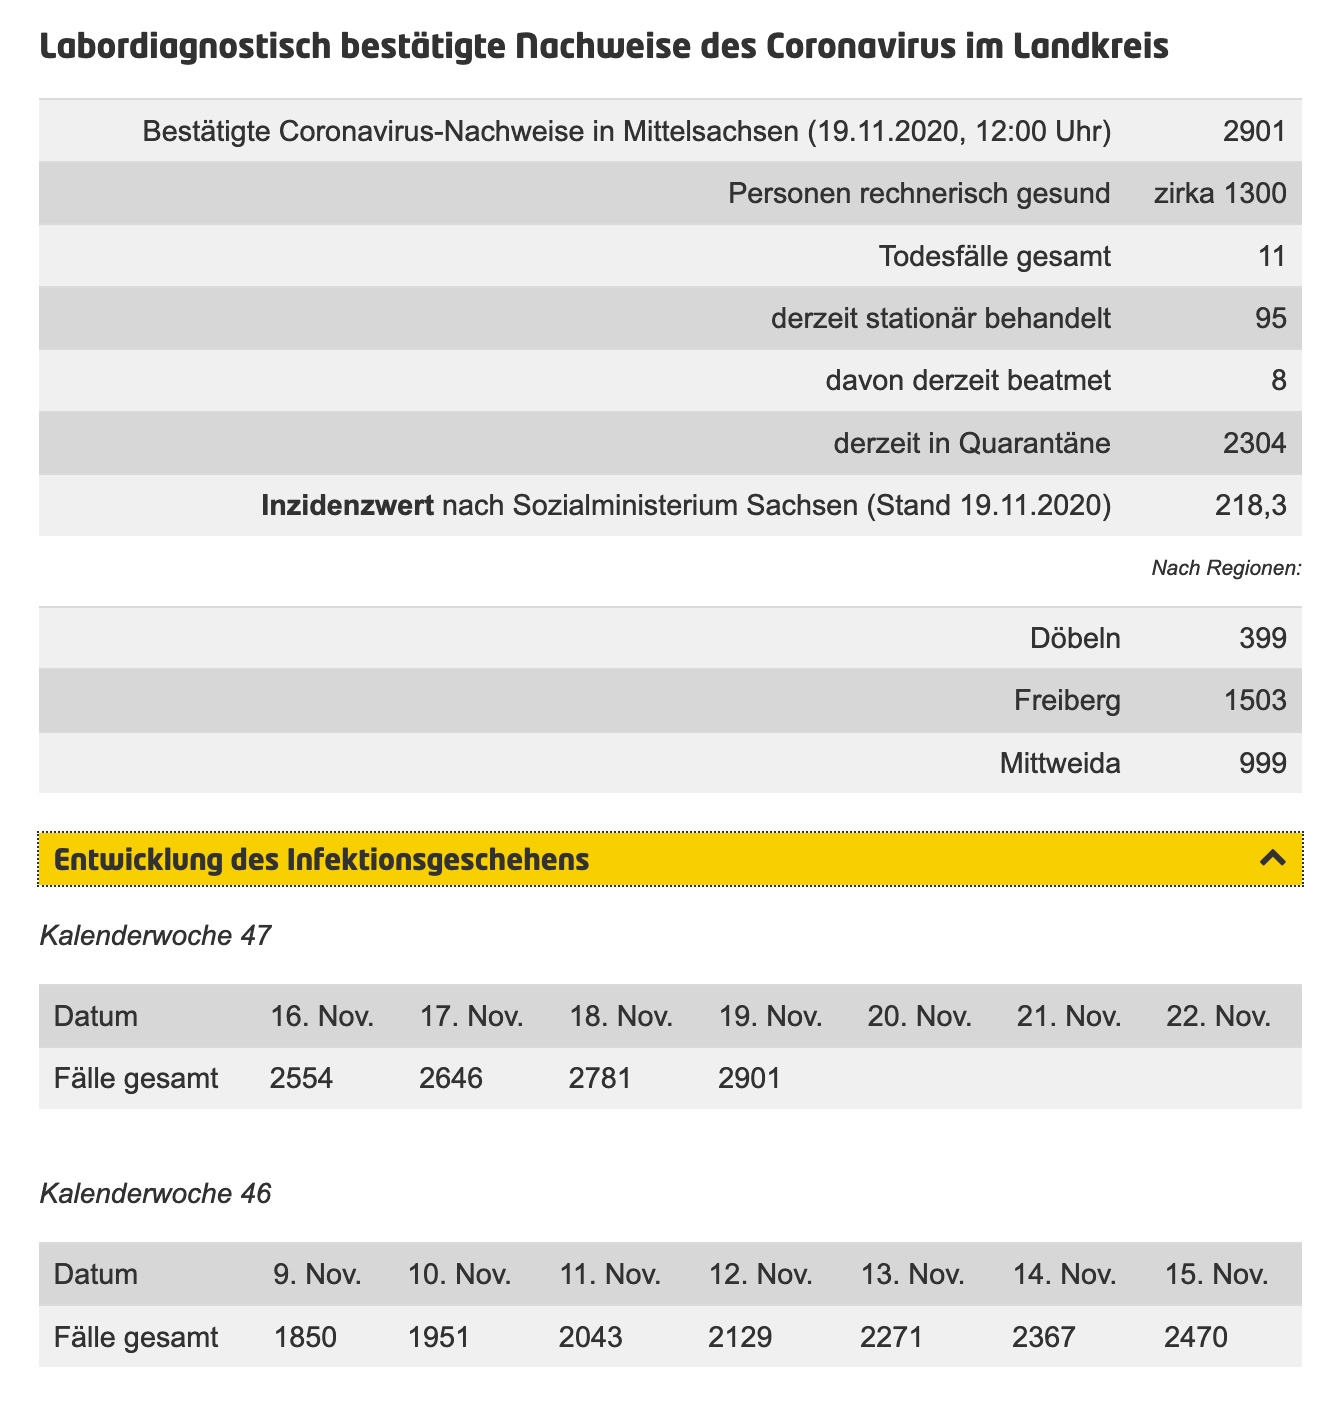 Labordiagnostisch bestätigte Nachweise des Coronavirus im Landkreis
Bestätigte Coronavirus-Nachweise in Mittelsachsen (19.11.2020, 12:00 Uhr) 2901
Personen rechnerisch gesund zirka 1300
Todesfälle gesamt 11
derzeit stationär behandelt 95
davon derzeit beatmet 8
derzeit in Quarantäne 2304
Inzidenzwert nach Sozialministerium Sachsen (Stand 19.11.2020) 218,3
Nach Regionen:
Döbeln 399
Freiberg 1503
Mittweida 999
Entwicklung des Infektionsgeschehens
Kalenderwoche 47
Datum 16. Nov. 17. Nov. 18. Nov. 19. Nov. 20. Nov. 21. Nov. 22. Nov.
Fälle gesamt 2554 2646 2781 2901
Kalenderwoche 46
Datum 9. Nov. 10. Nov. 11. Nov. 12. Nov. 13. Nov. 14. Nov. 15. Nov.
Fälle gesamt 1850 1951 2043 2129 2271 2367 2470